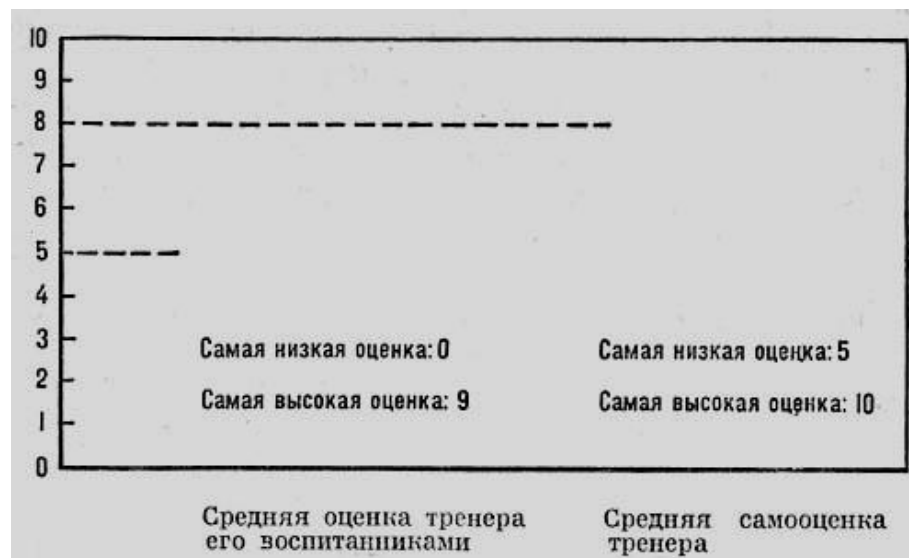 10
9
8
7
6
5
4
3
2
1
0
Самая низкая оценка: 0
Самая высокая оценка: 9
Самая низкая оценка: 5
Самая высокая оценка: 10
Средняя оценка тренера
его воспитанниками
Средняя самооценка
тренера